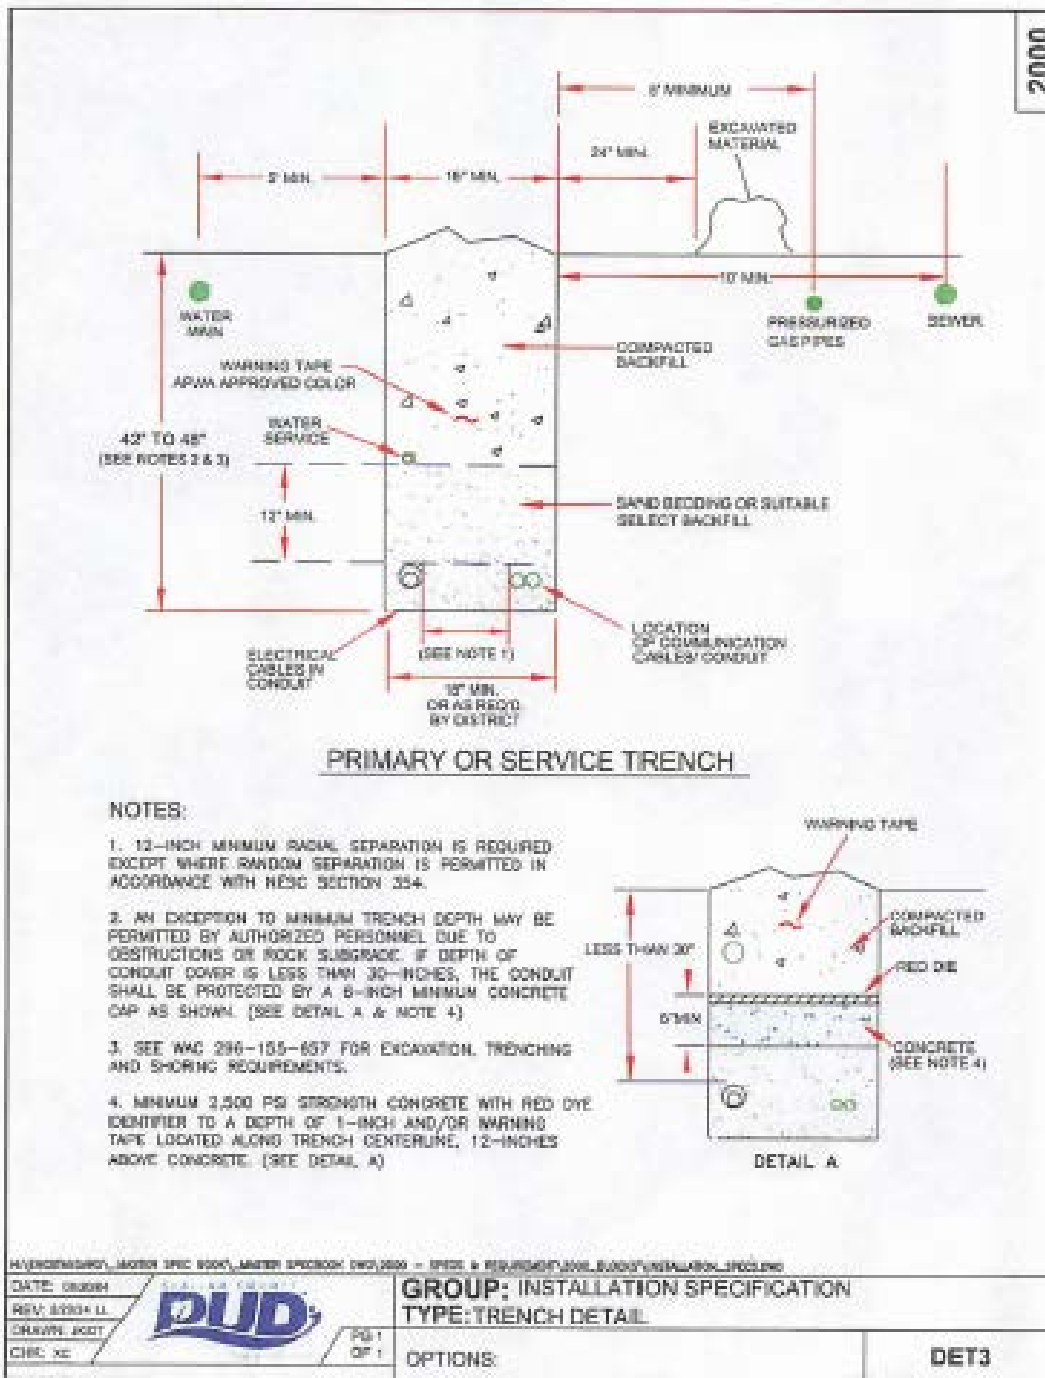 2000
MINIMUM
EXCAVATED
MATERIAL
24" MIN.
MIN.
18" MIN.
10' MIN.
WATER
MAIN
PRESSURIZED
GAS PIPES
SEWER
COMPACTED
BACKFILL
WARNING TAPE
APWA APPROVED COLOR
WATER
SERVICE
42" TO 48"
(SEE NOTES 2 & 3)
12" MIN.
SAND BEDDING OR SUITABLE
SELECT BACKFILL
LOCATION
OF COMMUNICATION
CABLES/ CONDUIT
ELECTRICAL
CABLES IN
CONDUIT
(SEE NOTE 1)
18" MIN.
OR AS REQ'D.
BY DISTRICT
PRIMARY OR SERVICE TRENCH
NOTES:
1. 12-INCH MINIMUM RADIAL SEPARATION IS REQUIRED
EXCEPT WHERE RANDOM SEPARATION IS PERMITTED IN
ACCORDANCE WITH NESC SECTION 354.
2. AN EXCEPTION TO MINIMUM TRENCH DEPTH MAY BE
PERMITTED BY AUTHORIZED PERSONNEL DUE TO
OBSTRUCTIONS OR ROCK SUBGRADE. IF DEPTH OF
CONDUIT COVER IS LESS THAN 30-INCHES, THE CONDUIT
SHALL BE PROTECTED BY A 6-INCH MINIMUM CONCRETE
CAP AS SHOWN. (SEE DETAIL A & NOTE 4)
3. SEE WAC 296-155-657 FOR EXCAVATION, TRENCHING
AND SHORING REQUIREMENTS.
4. MINIMUM 2,500 PSI STRENGTH CONCRETE WITH RED DYE
IDENTIFIER TO A DEPTH OF 1-INCH AND/OR WARNING
TAPE LOCATED ALONG TRENCH CENTERLINE, 12-INCHES
ABOVE CONCRETE. (SEE DETAIL A)
WARNING TAPE
COMPACTED
BACKFILL
LESS THAN 30"
RED DIE
6"MIN
CONCRETE
(SEE NOTE 4)
DETAIL A
DATE:
REV:
DRAWN:
CHK:
PUD
PG 1
OF 1
GROUP: INSTALLATION SPECIFICATION
TYPE: TRENCH DETAIL
OPTIONS:
DET3